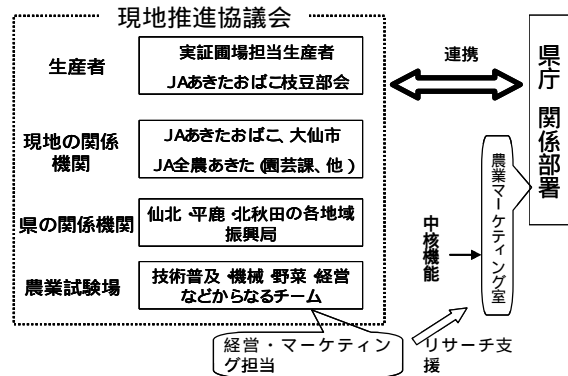 現地推進協議会
生産者
実証圃場担当生産者
JAあきたおばこ枝豆部会
現地の関係
機関
JAあきたおばこ、大仙市
JA全農あきた(園芸課、他)
県の関係機関
仙北・平鹿・北秋田の各地域
振興局
農業試験場
技術普及・機械・野菜・経営
などからなるチーム
経営・マーケティン
グ担当
連携
県庁 関係部署
農業マーケティング室
中核機能
リサーチ支
援